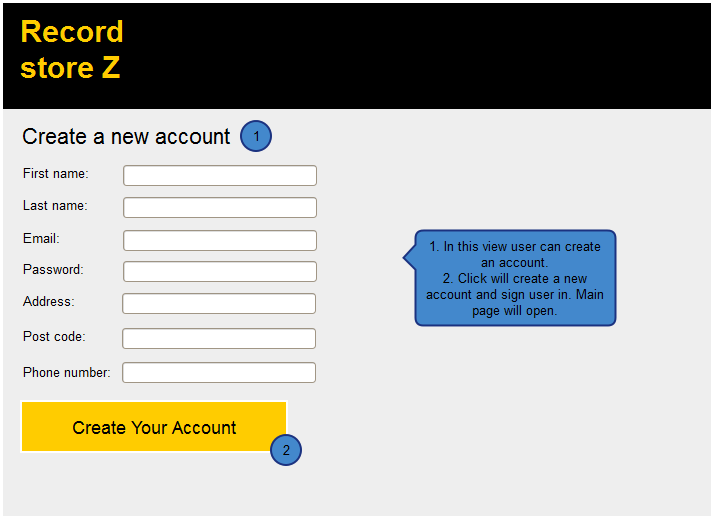 Record
store Z
Create a new account
1
First name:
Last name:
Email:
Password:
Address:
Post code:
Phone number:
Create Your Account
2
1. In this view user can create
an account.
2. Click will create a new
account and sign user in. Main
page will open.